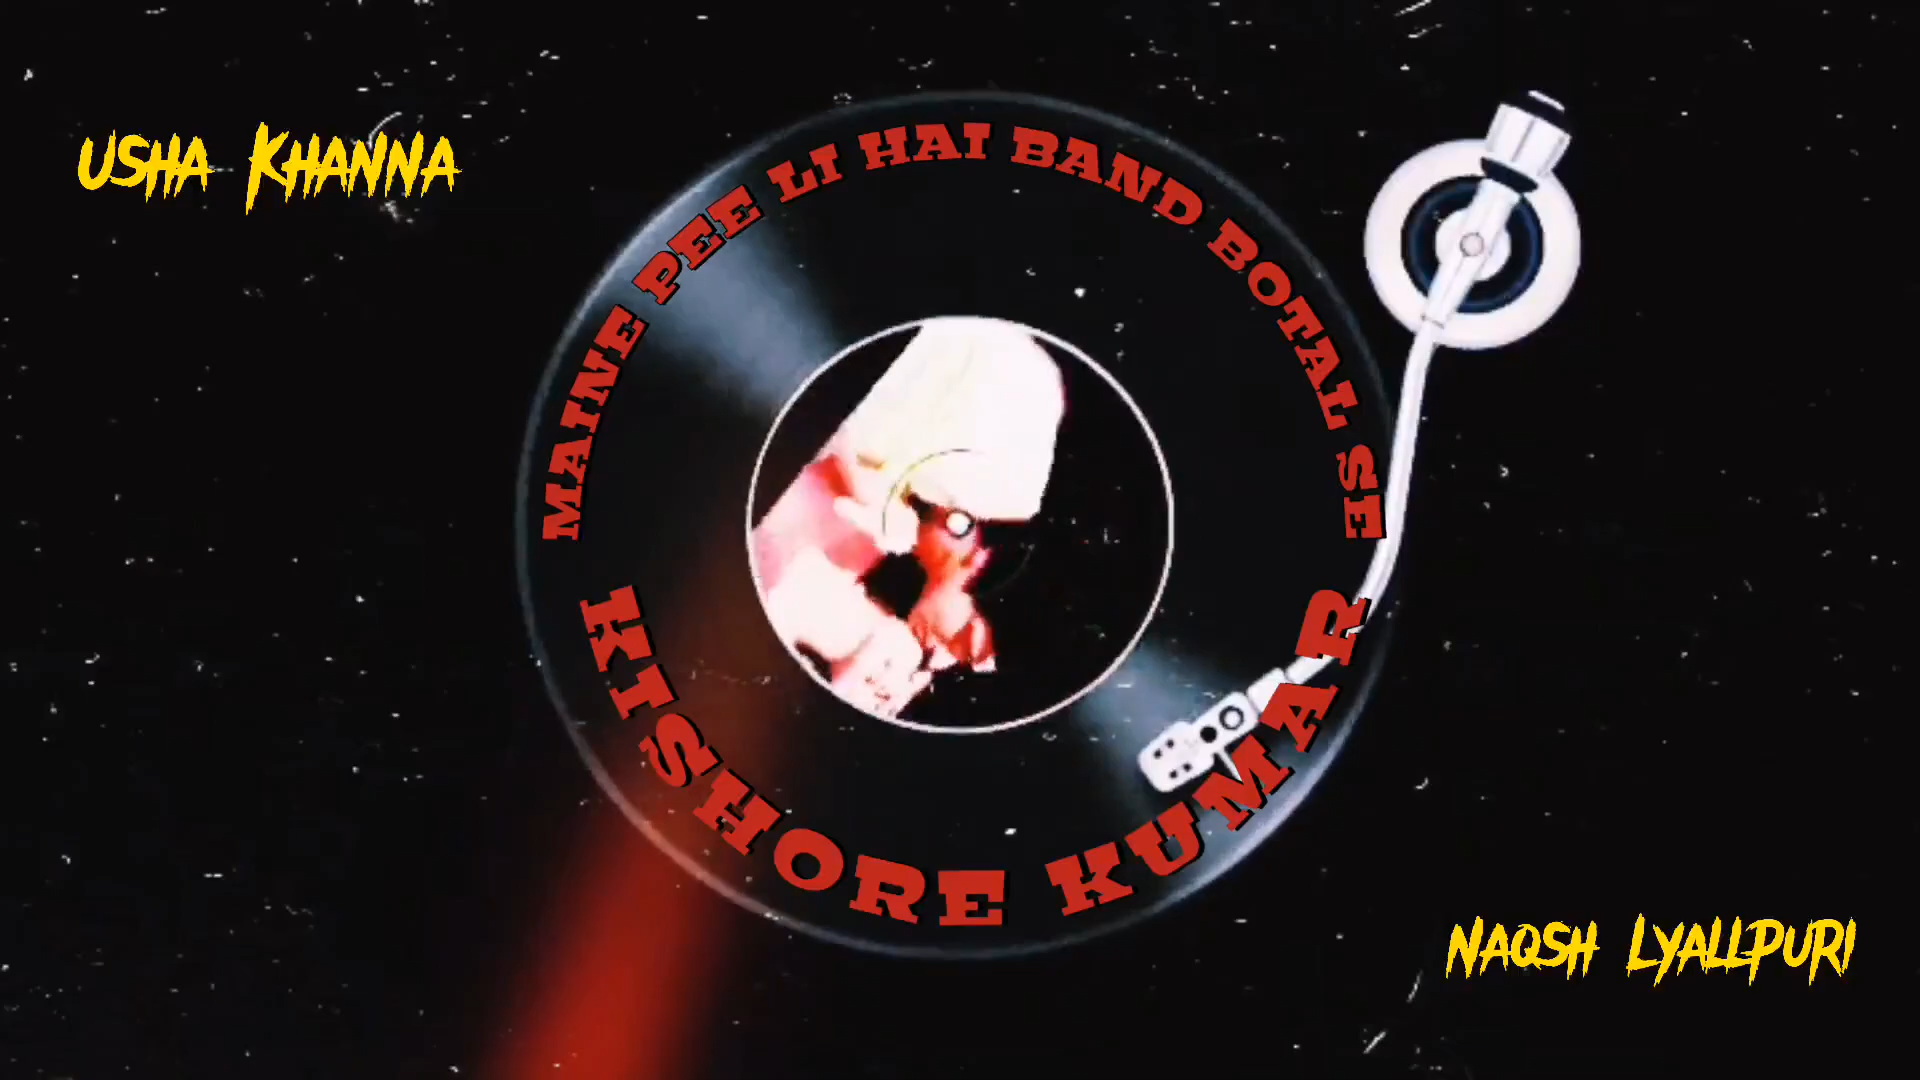 USHA KHANNA
MAINE PEE LI HAI BAND BOTAL SE
KISHORE KUMAR
NAQSH LYALLPURI